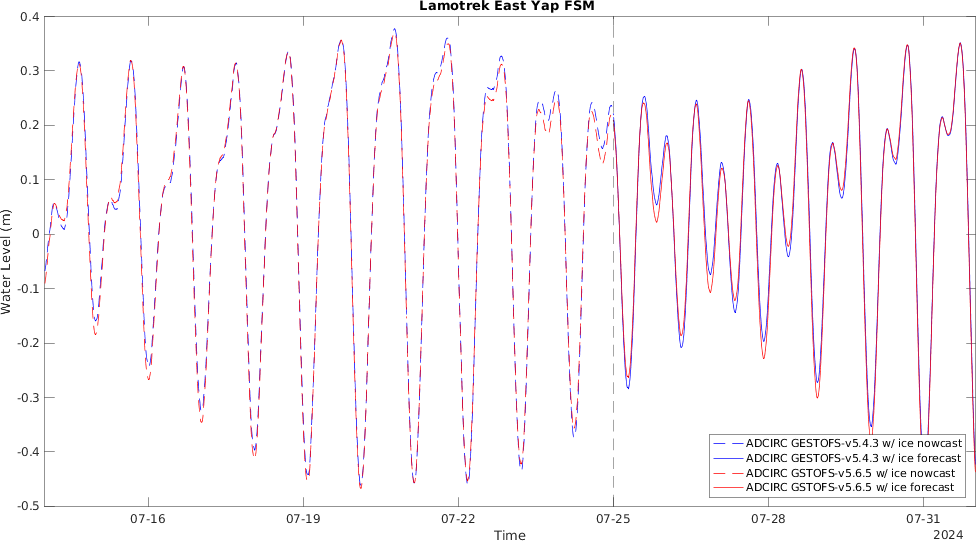 Lamotrek East Yap FSM
0.4
0.3
0.2
0.1
0
-0.1
-0.2
-0.3
-0.4
-0.5
Water Level (m)
07-16
07-19
07-22
07-25
07-28
07-31
Time
2024
ADCIRC GESTOFS-v5.4.3 w/ ice nowcast
ADCIRC GESTOFS-v5.4.3 w/ ice forecast
ADCIRC GSTOFS-v5.6.5 w/ ice nowcast
ADCIRC GSTOFS-v5.6.5 w/ ice forecast